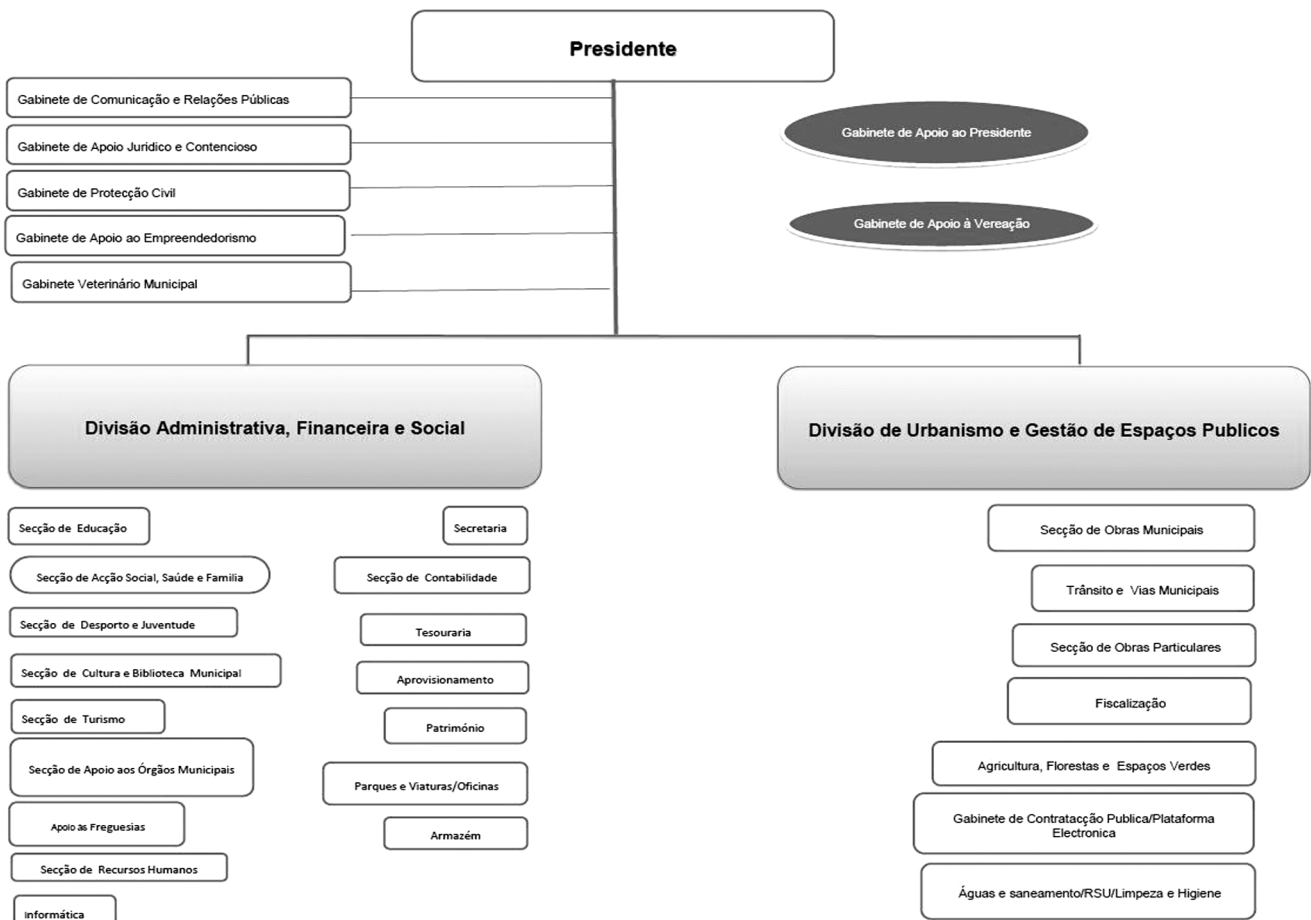 Presidente
Gabinete de Comunicação e Relações Públicas
Gabinete de Apoio Jurídico e Contencioso
Gabinete de Protecção Civil
Gabinete de Apoio ao Empreendedorismo
Gabinete Veterinário Municipal
Gabinete de Apoio ao Presidente
Gabinete de Apoio à Vereação
Divisão Administrativa, Financeira e Social
Secção de Educação
Secção de Acção Social, Saúde e Familia
Secção de Desporto e Juventude
Secção de Cultura e Biblioteca Municipal
Secção de Turismo
Secção de Apoio aos Órgãos Municipais
Apoio às Freguesias
Secção de Recursos Humanos
Informática
Secretaria
Secção de Contabilidade
Tesouraria
Aprovisionamento
Património
Parques e Viaturas/Oficinas
Armazém
Divisão de Urbanismo e Gestão de Espaços Publicos
Secção de Obras Municipais
Trânsito e Vias Municipais
Secção de Obras Particulares
Fiscalização
Agricultura, Florestas e Espaços Verdes
Gabinete de Contratacção Publica/Plataforma
Electronica
Águas e saneamento/RSU/Limpeza e Higiene